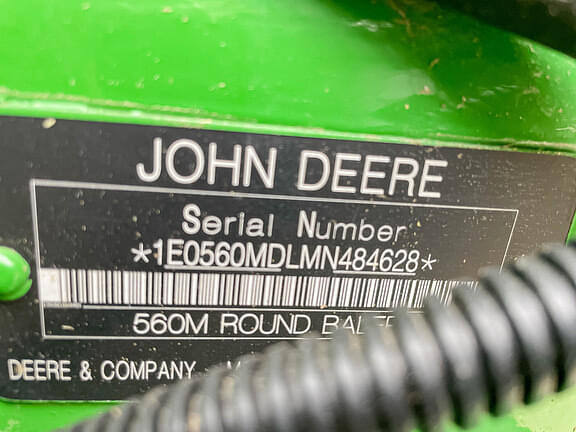 JOHN DEERE
Serial Number
*1E0560MDLMN484628*
560M ROUND
DEERE & COMPANY